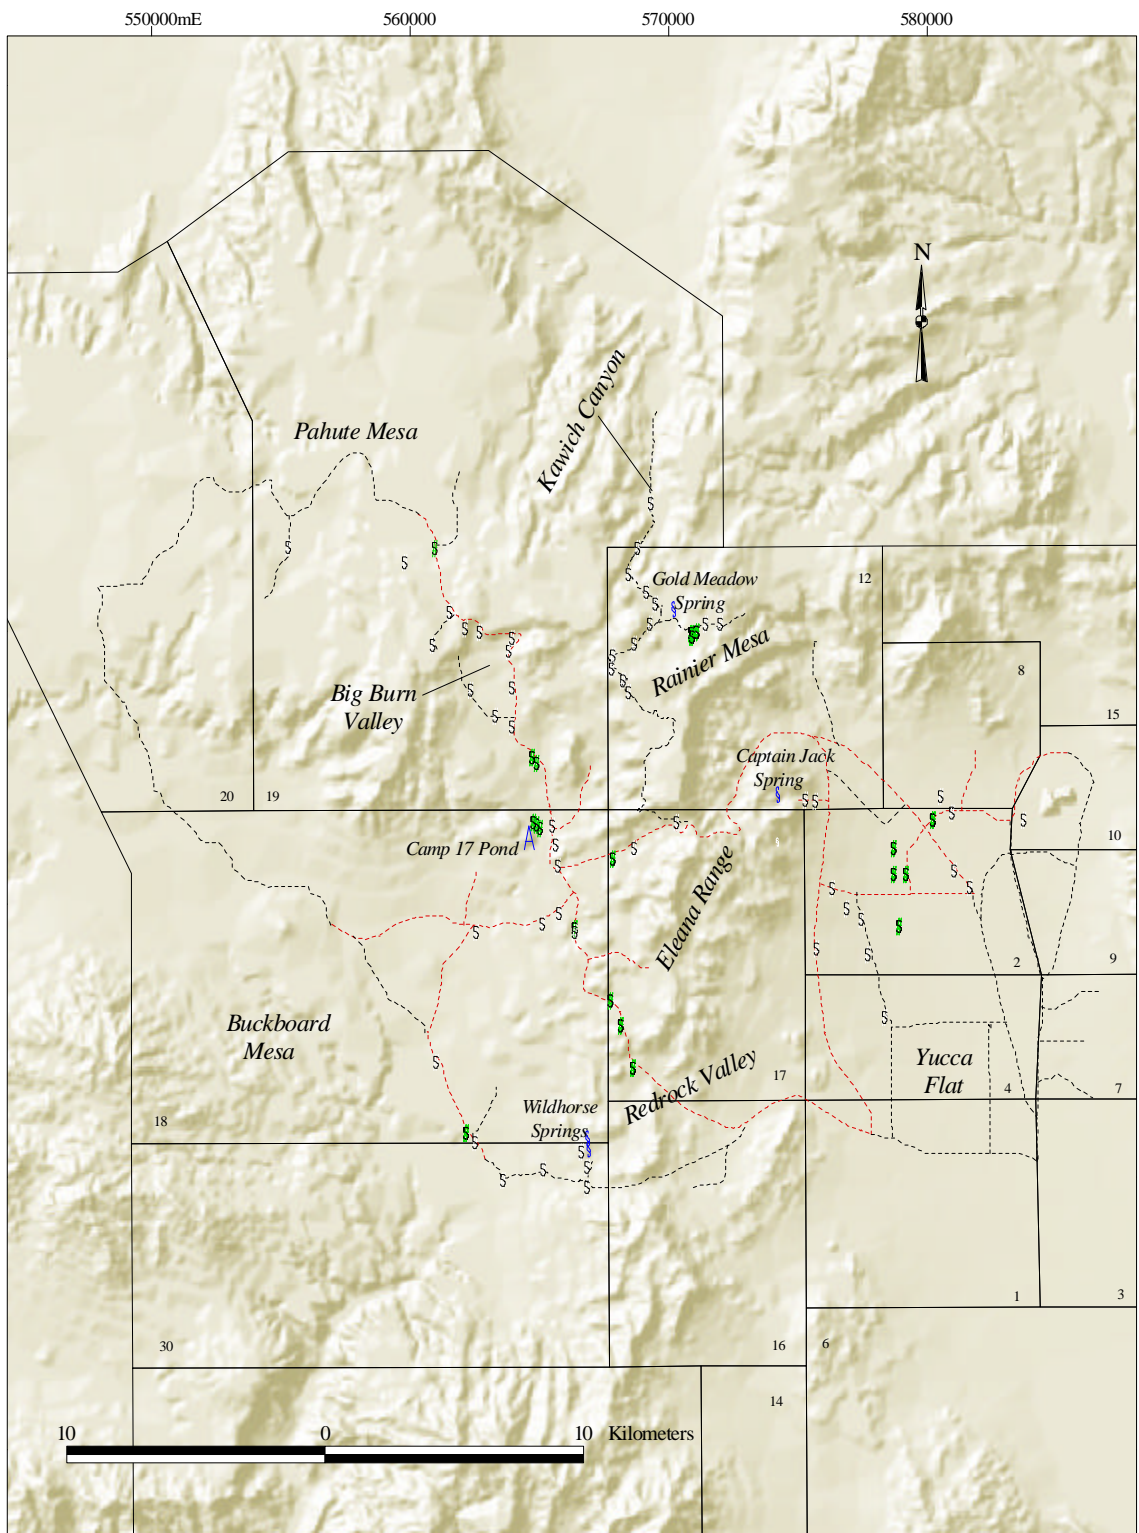 550000mE 560000 570000 580000
N
Kawich Canyon
Pahute Mesa
Gold Meadow
Spring
12
Rainier Mesa
8
Big Burn
Valley
15
Captain Jack
Spring
20 19
10
Camp 17 Pond
Eleana Range
2
9
Buckboard
Mesa
Yucca
Flat
Redrock Valley
17
4
7
Wildhorse
Springs
18
1
3
30
16
6
14
10 0 10 Kilometers